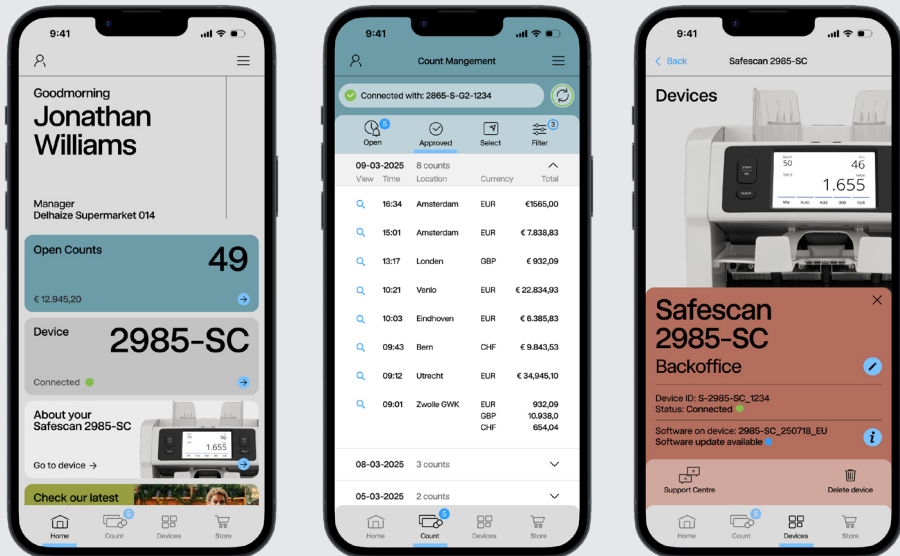 9:41
Goodmorning
Jonathan
Williams
Manager
Delhaize Supermarket 014
Open Counts
49
€ 12.945,20
Device
2985-SC
Connected
About your
Safescan 2985-SC
46
1.655
Go to device →
Check our latest
5
Home Count Devices Store
9:41
Count Mangement
Connected with: 2865-S-G2-1234
5
3
Open Approved Select Filter
09-03-2025 8 counts
View Time Location Currency Total
16:34 Amsterdam EUR €1565,00
15:01 Amsterdam EUR € 7.838,83
13:17 Londen GBP € 932,09
10:21 Venlo EUR € 22.834,93
10:03 Eindhoven EUR € 6.385,83
09:43 Bern CHF € 9.843,53
09:12 Utrecht EUR € 34,945,10
09:01 Zwolle GWK EUR 932,09
GBP 10.938,0
CHF 654,04
08-03-2025 3 counts
05-03-2025 2 counts
5
Home Count Devices Store
9:41
Back Safescan 2985-SC
Devices
START
CLEAR
50
46
Value
1.655
Safescan
2985-SC
Backoffice
Device ID: S-2985-SC_1234
Status: Connected
Software on device: 2985-SC_250718_EU
Software update available
i
Support Centre Delete device
5
Home Count Devices Store